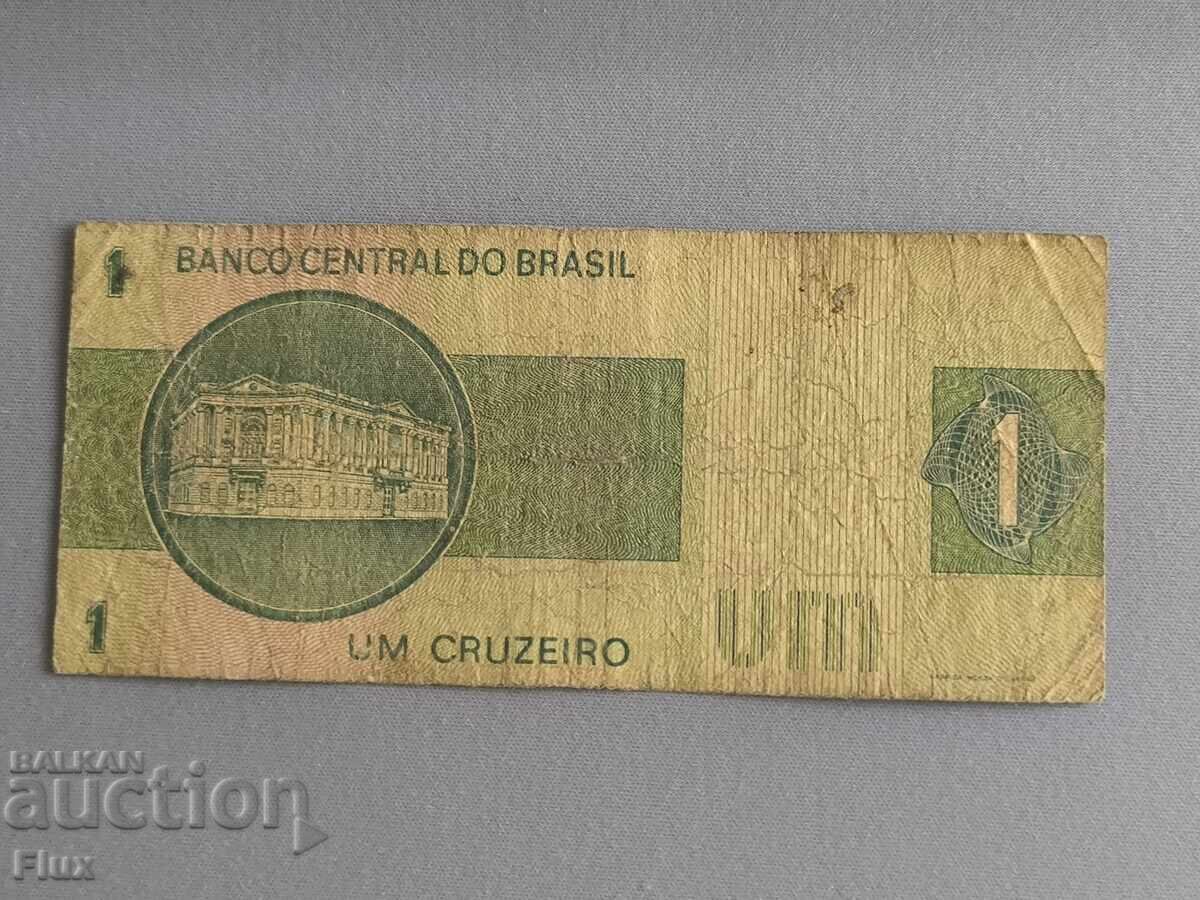 1
BANCO CENTRAL DO BRASIL
1
1
UM CRUZEIRO
UM
BALKAN
auction
Flux